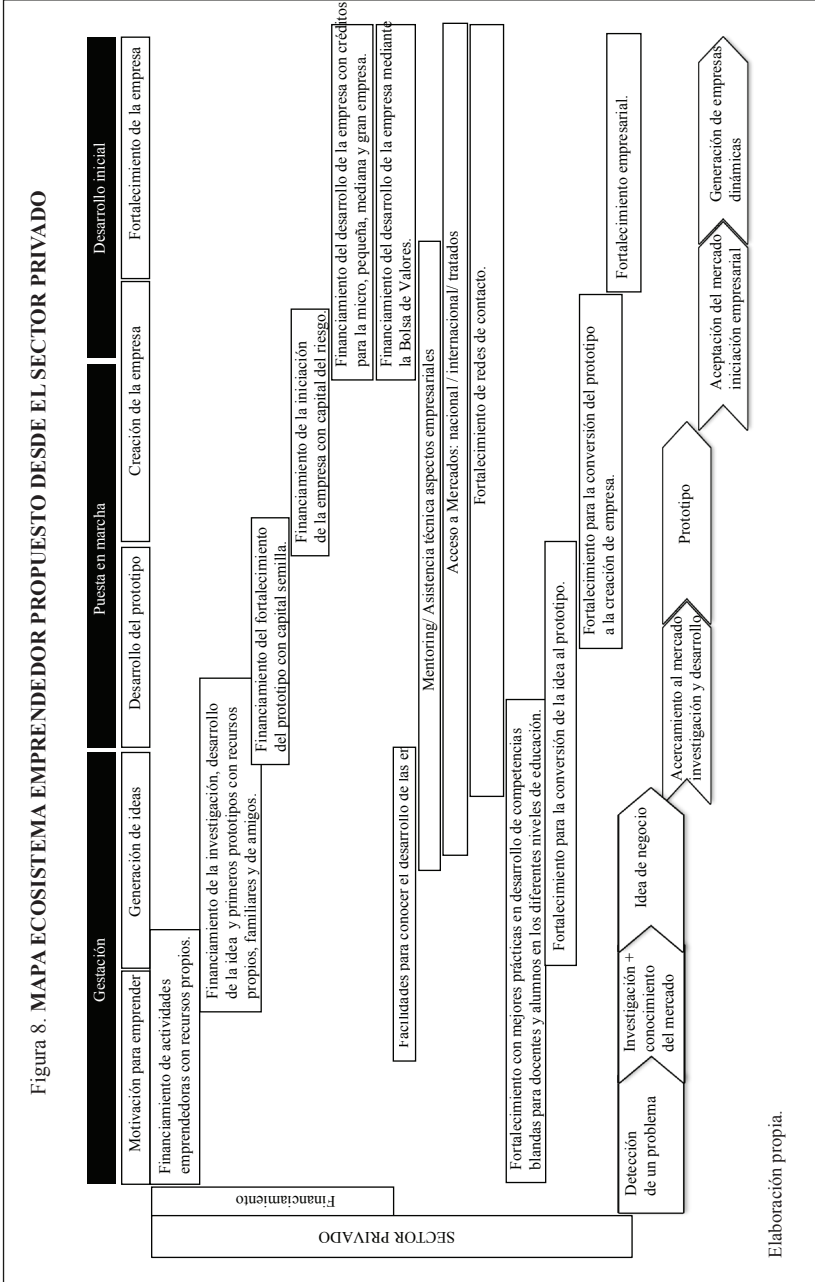 Figura 8. MAPA ECOSISTEMA EMPRENDEDOR PROPUESTO DESDE EL SECTOR PRIVADO
Gestación
Puesta en marcha
Desarrollo inicial
Motivación para emprender
Generación de ideas
Desarrollo del prototipo
Creación de la empresa
Fortalecimiento de la empresa
SECTOR PRIVADO
Financiamiento
Financiamiento de actividades
emprendedoras con recursos propios.
Financiamiento de la investigación, desarrollo
de la idea y primeros prototipos con recursos
propios, familiares y de amigos.
Financiamiento del fortalecimiento
del prototipo con capital semilla.
Financiamiento de la iniciación
de la empresa con capital del riesgo.
Financiamiento del desarrollo de la empresa con créditos
para la micro, pequeña, mediana y gran empresa.
Financiamiento del desarrollo de la empresa mediante
la Bolsa de Valores.
Facilidades para conocer el desarrollo de las en
Mentoring/ Asistencia técnica aspectos empresariales
Acceso a Mercados: nacional / internacional/ tratados
Fortalecimiento de redes de contacto.
Fortalecimiento con mejores prácticas en desarrollo de competencias
blandas para docentes y alumnos en los diferentes niveles de educación.
Fortalecimiento para la conversión de la idea al prototipo.
Fortalecimiento para la conversión del prototipo
a la creación de empresa.
Fortalecimiento empresarial.
Detección
de un problema
Investigación +
conocimiento
del mercado
Idea de negocio
Acercamiento al mercado
investigación y desarrollo
Prototipo
Aceptación del mercado
iniciación empresarial
Generación de empresas
dinámicas
Elaboración propia.